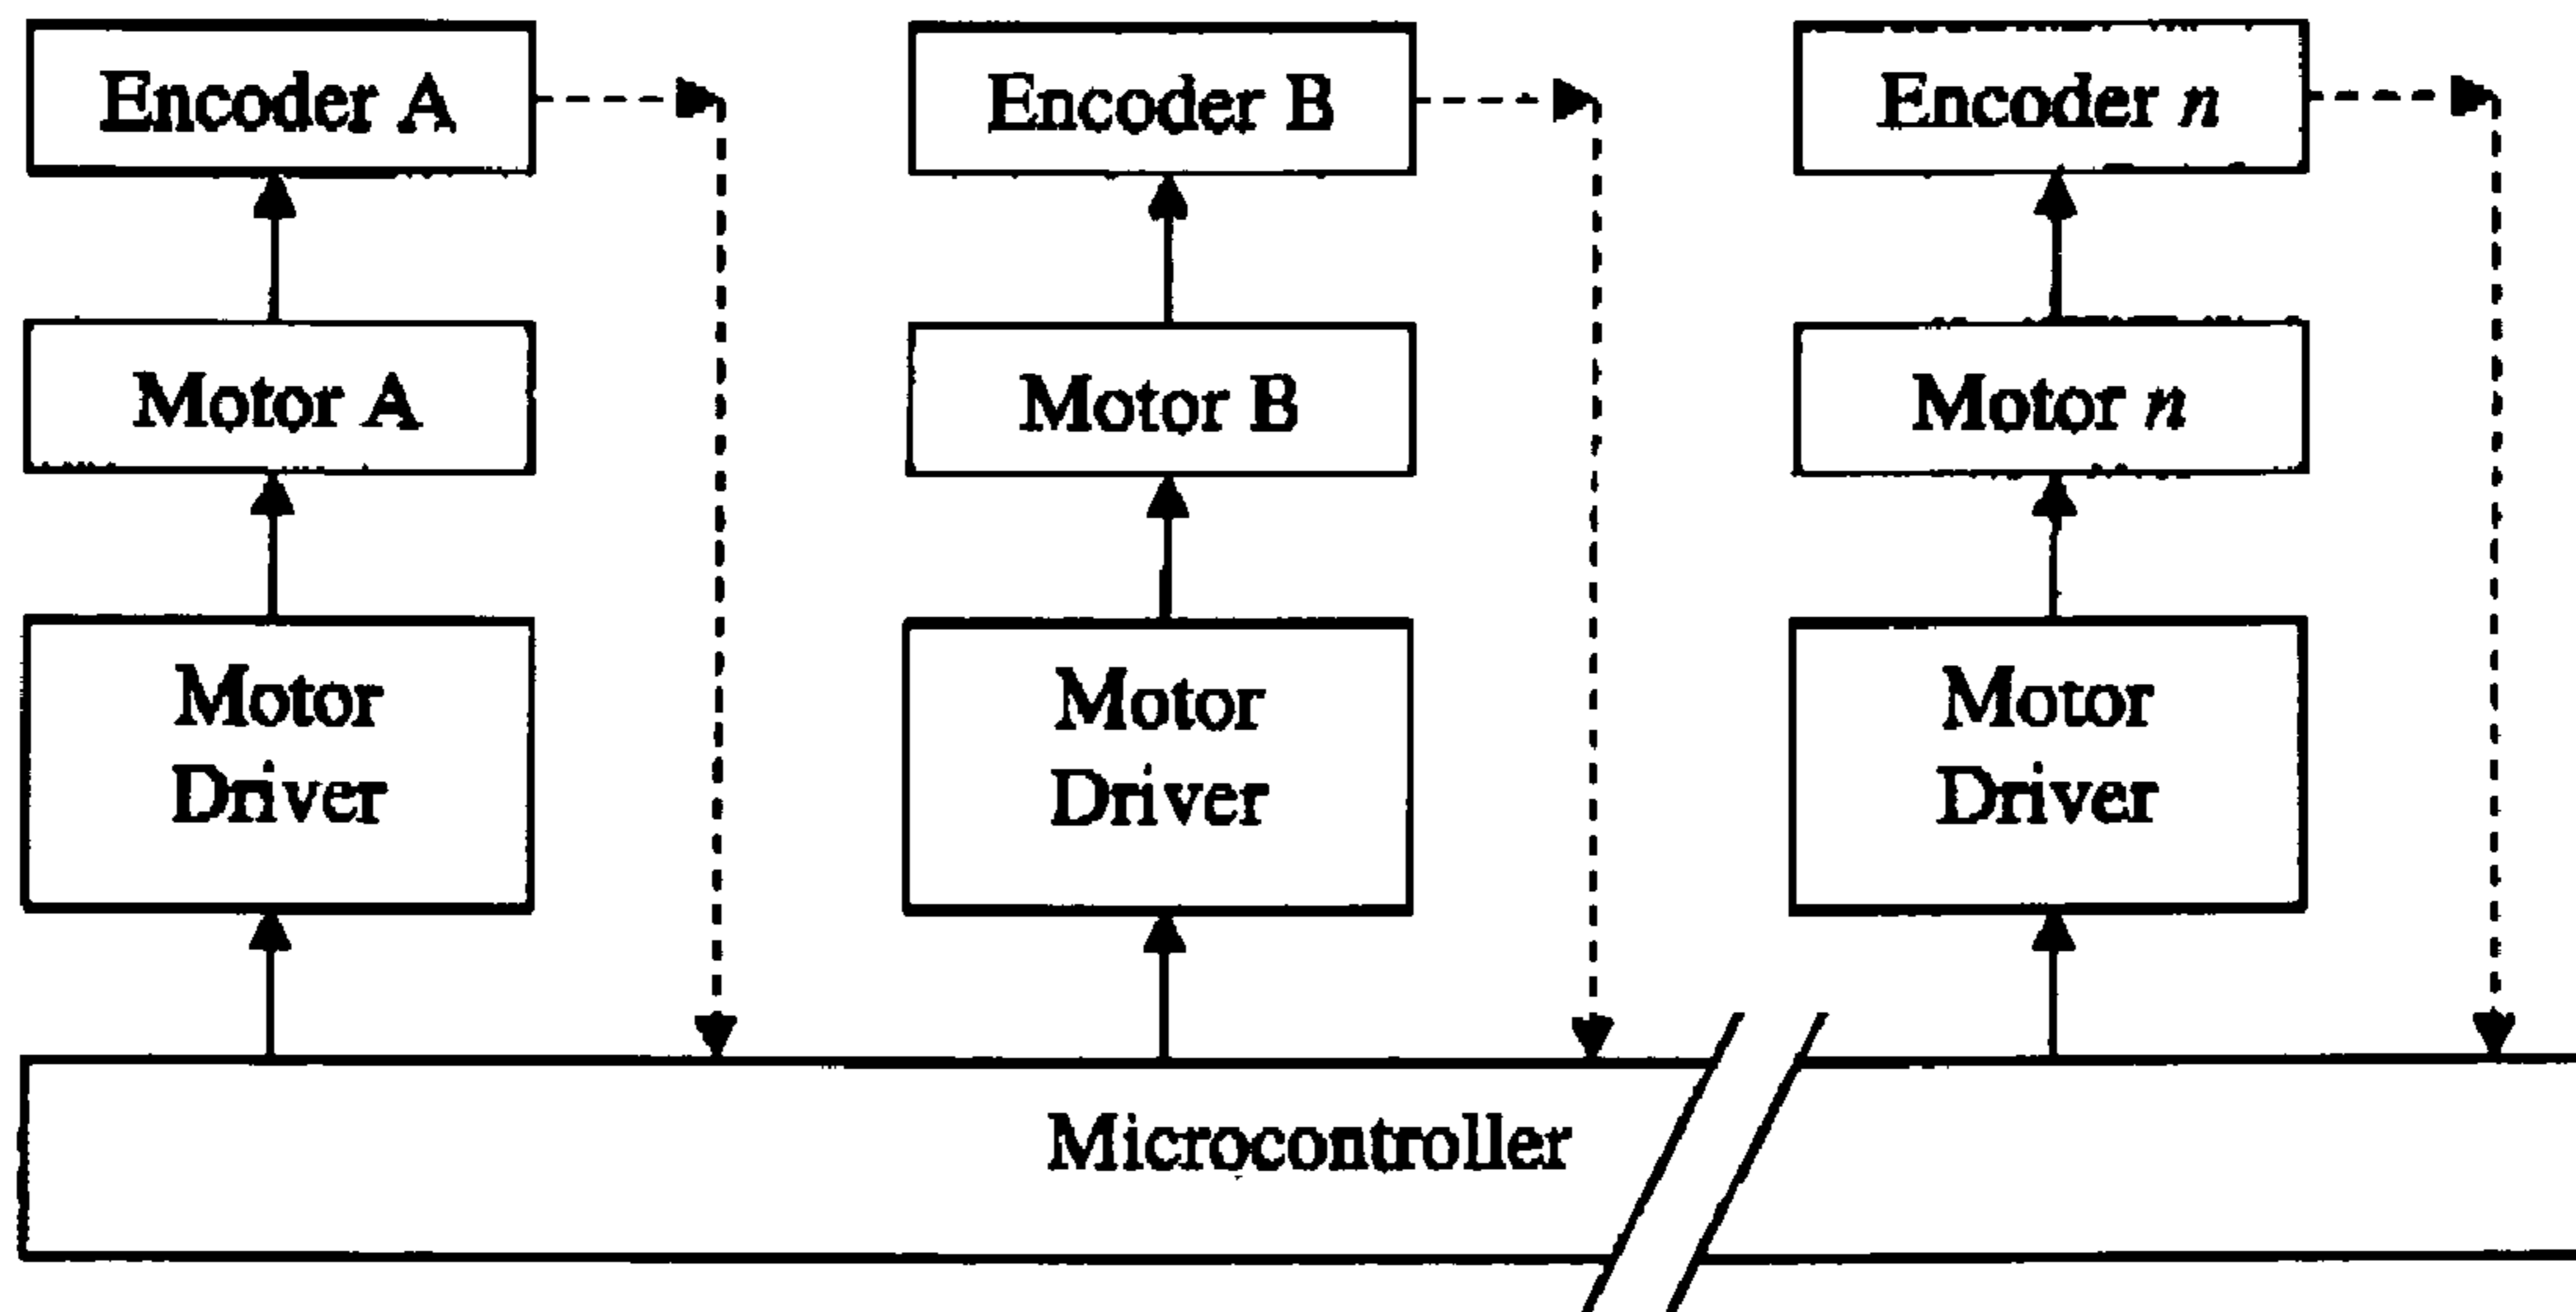 Encoder A
Encoder B
Encoder n
Motor A
Motor B
Motor n
Motor
Driver
Motor
Driver
Motor
Driver
Microcontroller